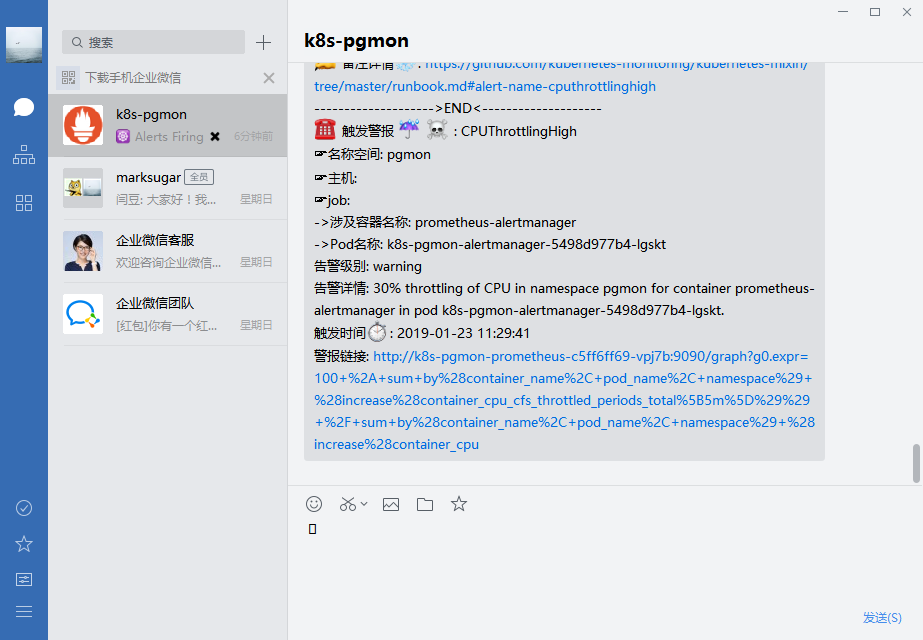 搜索
下载手机企业微信
k8s-pgmon
Alerts Firing ✖ 6分钟前
marksugar 全员
闫豆: 大家好！我... 星期日
企业微信客服
欢迎咨询企业微信... 星期日
企业微信团队
[红包]你有一个红... 星期日
k8s-pgmon
备注详情: https://github.com/kubernetes-monitoring/kubernetes-mixin/
tree/master/runbook.md#alert-name-cputhrottlinghigh
-------------------->END<--------------------
触发警报 : CPUThrottlingHigh
☞名称空间: pgmon
☞主机:
☞job:
->涉及容器名称: prometheus-alertmanager
->Pod名称: k8s-pgmon-alertmanager-5498d977b4-lgskt
告警级别: warning
告警详情: 30% throttling of CPU in namespace pgmon for container prometheus-
alertmanager in pod k8s-pgmon-alertmanager-5498d977b4-lgskt.
触发时间⏱ : 2019-01-23 11:29:41
警报链接: http://k8s-pgmon-prometheus-c5ff6ff69-vpj7b:9090/graph?g0.expr=
100+%2A+sum+by%28container_name%2C+pod_name%2C+namespace%29+
%28increase%28container_cpu_cfs_throttled_periods_total%5B5m%5D%29%29
+%2F+sum+by%28container_name%2C+pod_name%2C+namespace%29+%28
increase%28container_cpu
发送(S)